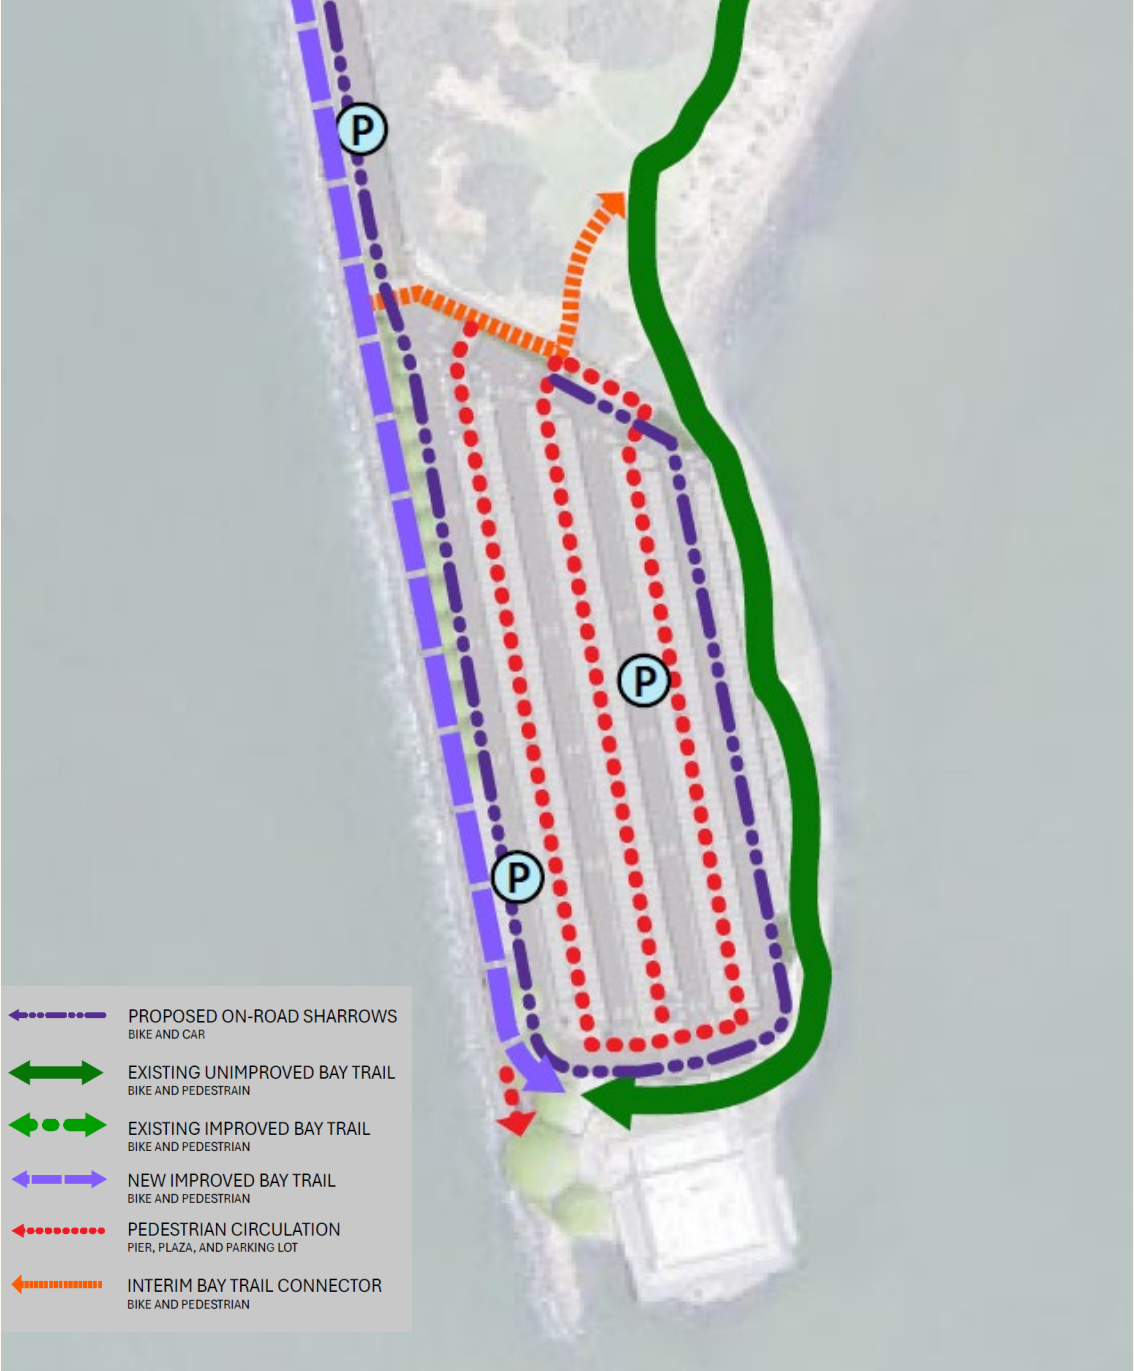 P
P
P
PROPOSED ON-ROAD SHARROWS
BIKE AND CAR
EXISTING UNIMPROVED BAY TRAIL
BIKE AND PEDESTRAIN
EXISTING IMPROVED BAY TRAIL
BIKE AND PEDESTRIAN
NEW IMPROVED BAY TRAIL
BIKE AND PEDESTRIAN
PEDESTRIAN CIRCULATION
PIER, PLAZA, AND PARKING LOT
INTERIM BAY TRAIL CONNECTOR
BIKE AND PEDESTRIAN